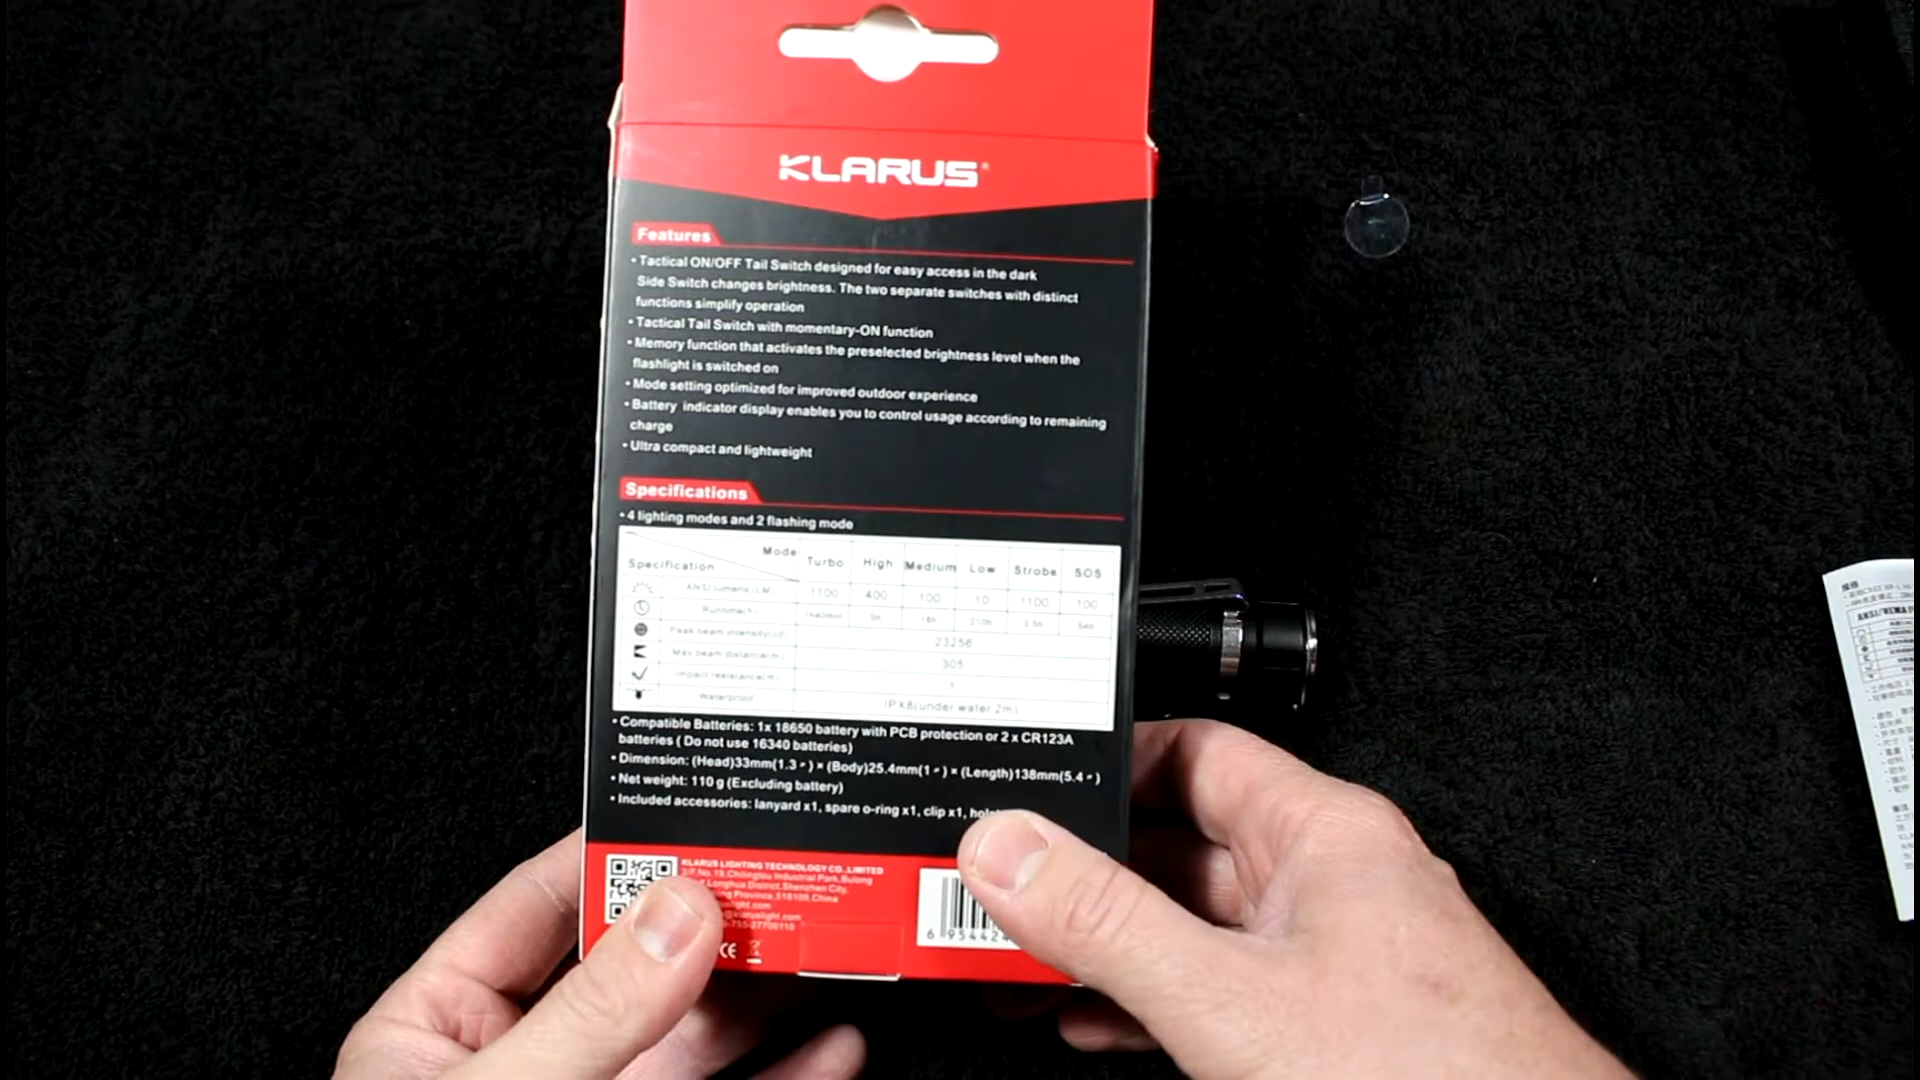 KLARUS
Features
• Tactical ON/OFF Tail Switch designed for easy access in the dark
Side Switch changes brightness. The two separate switches with distinct
functions simplify operation
• Tactical Tail Switch with momentary-ON function
• Memory function that activates the preselected brightness level when the
flashlight is switched on
• Mode setting optimized for improved outdoor experience
• Battery indicator display enables you to control usage according to remaining
charge
• Ultra compact and lightweight
Specifications
• 4 lighting modes and 2 flashing mode
Specification Mode Turbo High Medium Low Strobe SOS
ANSI lumens(LM) 1100 400 100 10 1100 100
Runtime(h) 5h 18h 210h 3.5h 54h
Peak beam intensity(cd) 23256
Max beam distance(m) 305
Impact resistance(m) 1
Waterproof IPX8(under water 2m)
• Compatible Batteries: 1x 18650 battery with PCB protection or 2 x CR123A
batteries ( Do not use 16340 batteries)
• Dimension: (Head)33mm(1.3 ") × (Body)25.4mm(1 ") × (Length)138mm(5.4 ")
• Net weight: 110 g (Excluding battery)
• Included accessories: lanyard x1, spare o-ring x1, clip x1,
KLARUS LIGHTING TECHNOLOGY CO.,LIMITED
Industrial Park,Bulong
Longhua District,Shenzhen City,
Province,518109,China
CE
6 954424